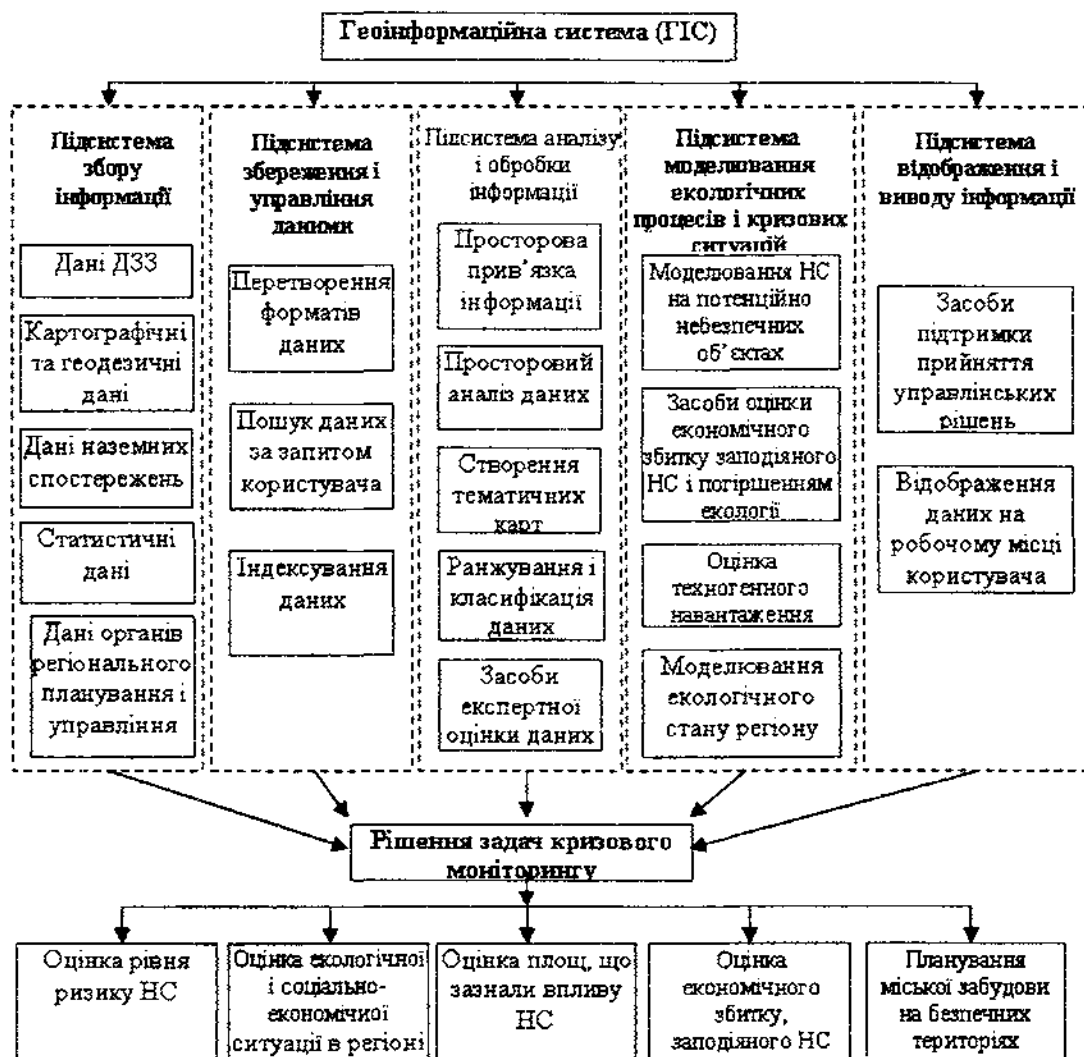 Геоінформаційна система (ГІС)
Підсистема
збору
інформації
Дані ДЗЗ
Картографічні
та геодезичні
дані
Дані наземних
спостережень
Статистичні
дані
Дані органів
регіонального
планування і
управління
Підсистема
збереження і
управління
даними
Перетворення
форматів
даних
Пошук даних
за запитом
користувача
Індексування
даних
Підсистема аналізу
і обробки
інформації
Просторова
прив’язка
інформації
Просторовий
аналіз даних
Створення
тематичних
карт
Ранжування і
класифікація
даних
Засоби
експертної
оцінки даних
Підсистема
моделювання
екологічних
процесів і кризових
ситуацій
Моделювання НС
на потенційно
небезпечних
об’єктах
Засоби оцінки
економічного
збитку заподіяного
НС і погіршенням
екології
Оцінка
техногенного
навантаження
Моделювання
екологічного
стану регіону
Підсистема
відображення і
виводу інформації
Засоби
підтримки
прийняття
управлінських
рішень
Відображення
даних на
робочому місці
користувача
Рішення задач кризового
моніторингу
Оцінка рівня
ризику НС
Оцінка екологічної
і соціально-
економічної
ситуації в регіоні
Оцінка площ, що
зазнали впливу
НС
Оцінка
економічного
збитку,
заподіяного НС
Планування
міської забудови
на безпечних
територіях